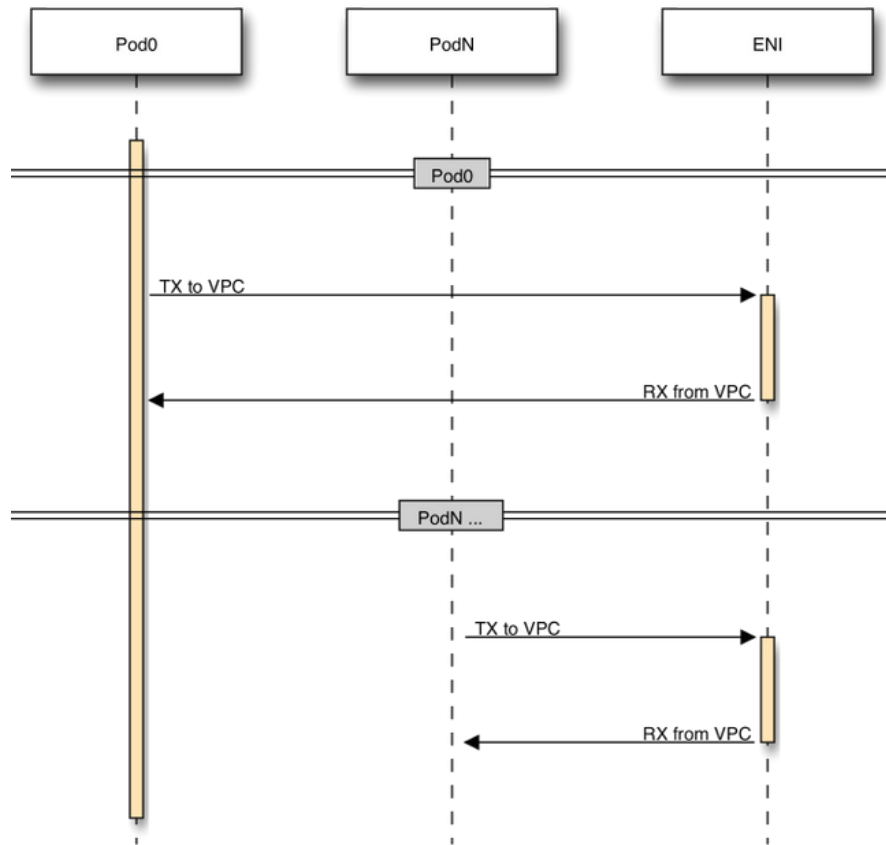 Pod0
PodN
ENI
Pod0
TX to VPC
RX from VPC
PodN ...
TX to VPC
RX from VPC